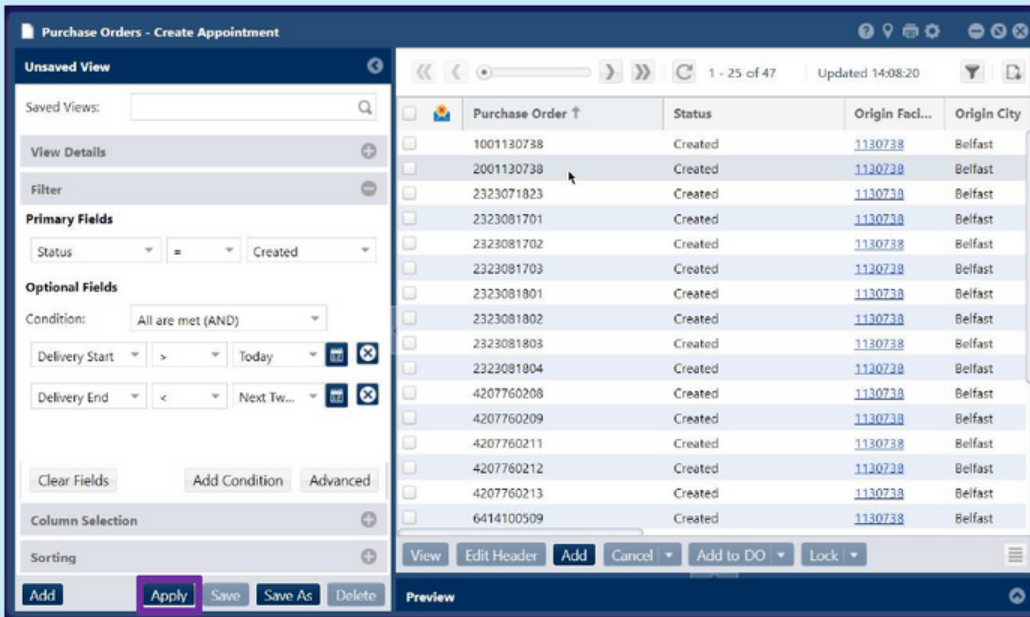 Purchase Orders - Create Appointment
Unsaved View
Saved Views:
View Details
Filter
Primary Fields
Status = Created
Optional Fields
Condition: All are met (AND)
Delivery Start > Today
Delivery End < Next Tw...
Clear Fields Add Condition Advanced
Column Selection
Sorting
Add Apply Save Save As Delete
1 - 25 of 47 Updated 14:08:20
Purchase Order ↑ Status Origin Faci... Origin City
1001130738 Created 1130738 Belfast
2001130738 Created 1130738 Belfast
2323071823 Created 1130738 Belfast
2323081701 Created 1130738 Belfast
2323081702 Created 1130738 Belfast
2323081703 Created 1130738 Belfast
2323081801 Created 1130738 Belfast
2323081802 Created 1130738 Belfast
2323081803 Created 1130738 Belfast
2323081804 Created 1130738 Belfast
4207760208 Created 1130738 Belfast
4207760209 Created 1130738 Belfast
4207760211 Created 1130738 Belfast
4207760212 Created 1130738 Belfast
4207760213 Created 1130738 Belfast
6414100509 Created 1130738 Belfast
View Edit Header Add Cancel Add to DO Lock
Preview